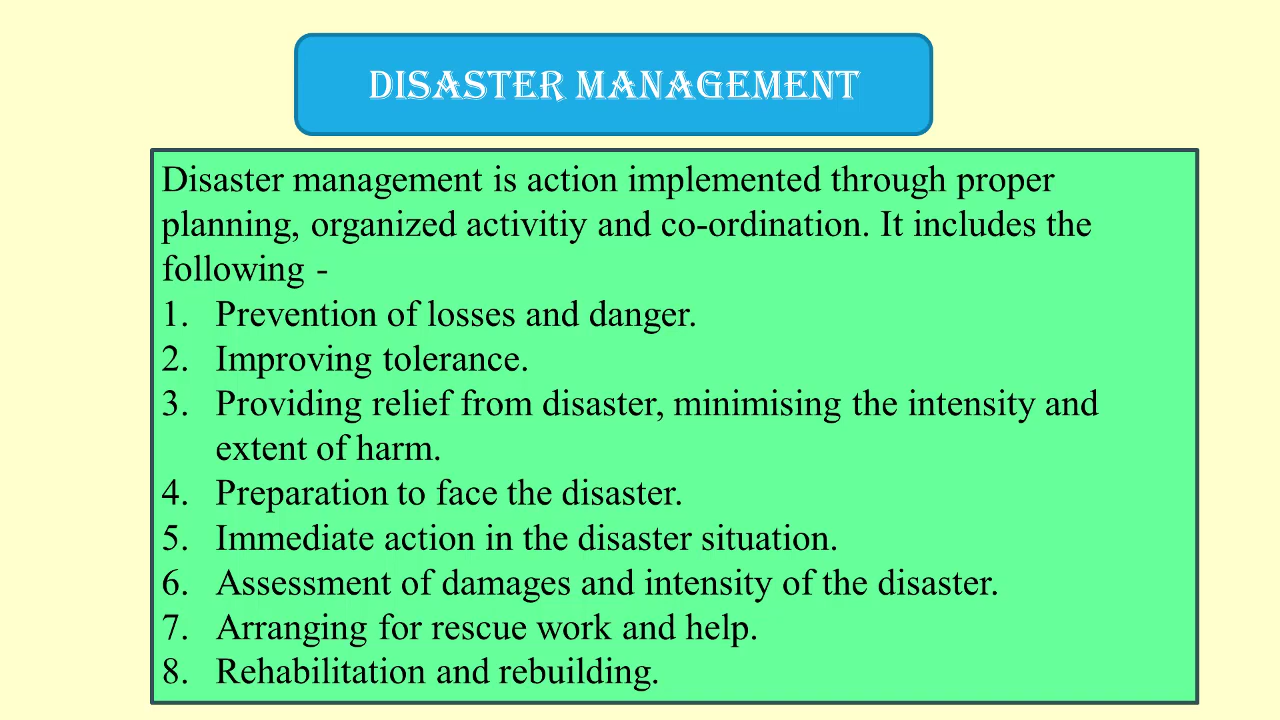 DISASTER MANAGEMENT
Disaster management is action implemented through proper
planning, organized activitiy and co-ordination. It includes the
following -
1. Prevention of losses and danger.
2. Improving tolerance.
3. Providing relief from disaster, minimising the intensity and
extent of harm.
4. Preparation to face the disaster.
5. Immediate action in the disaster situation.
6. Assessment of damages and intensity of the disaster.
7. Arranging for rescue work and help.
8. Rehabilitation and rebuilding.